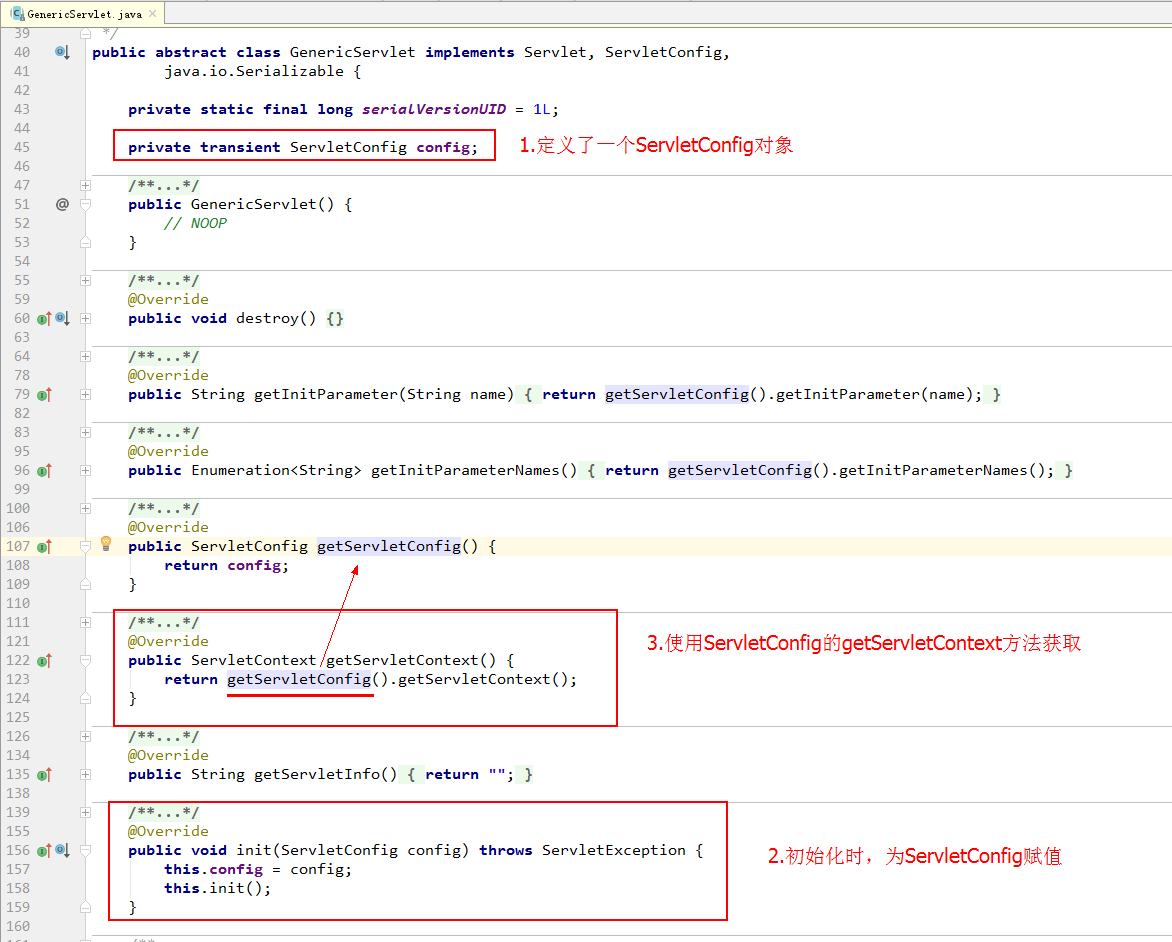 GenericServlet.java ×
39 */
40 public abstract class GenericServlet implements Servlet, ServletConfig,
41 java.io.Serializable {
42
43 private static final long serialVersionUID = 1L;
44
45 private transient ServletConfig config; 1.定义了一个ServletConfig对象
46
47 /**...*/
51 @ public GenericServlet() {
52 // NOOP
53 }
54
55 /**...*/
59 @Override
60 public void destroy() {}
63
64 /**...*/
78 @Override
79 public String getInitParameter(String name) { return getServletConfig().getInitParameter(name); }
82
83 /**...*/
95 @Override
96 public Enumeration<String> getInitParameterNames() { return getServletConfig().getInitParameterNames(); }
99
100 /**...*/
106 @Override
107 public ServletConfig getServletConfig() {
108 return config;
109 }
110
111 /**...*/
121 @Override 3.使用ServletConfig的getServletContext方法获取
122 public ServletContext getServletContext() {
123 return getServletConfig().getServletContext();
124 }
125
126 /**...*/
134 @Override
135 public String getServletInfo() { return ""; }
138
139 /**...*/
155 @Override
156 public void init(ServletConfig config) throws ServletException { 2.初始化时，为ServletConfig赋值
157 this.config = config;
158 this.init();
159 }
160